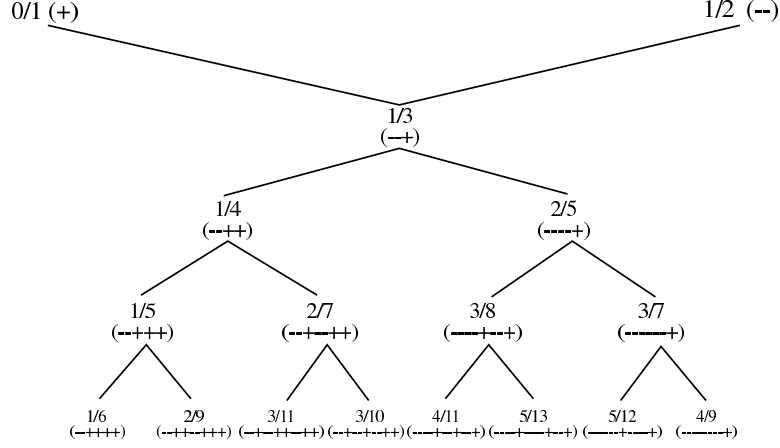 0/1 (+) 1/2 (--)
1/3
(--+)
1/4 2/5
(--++) (----+)
1/5 2/7 3/8 3/7
(--+++) (--+--++) (----+--+) (------+)
1/6 2/9 3/11 3/10 4/11 5/13 5/12 4/9
(--++++) (--++--+++) (--+--+--++) (----+--+--+) (----+----+--+) (------+----+) (--------+)